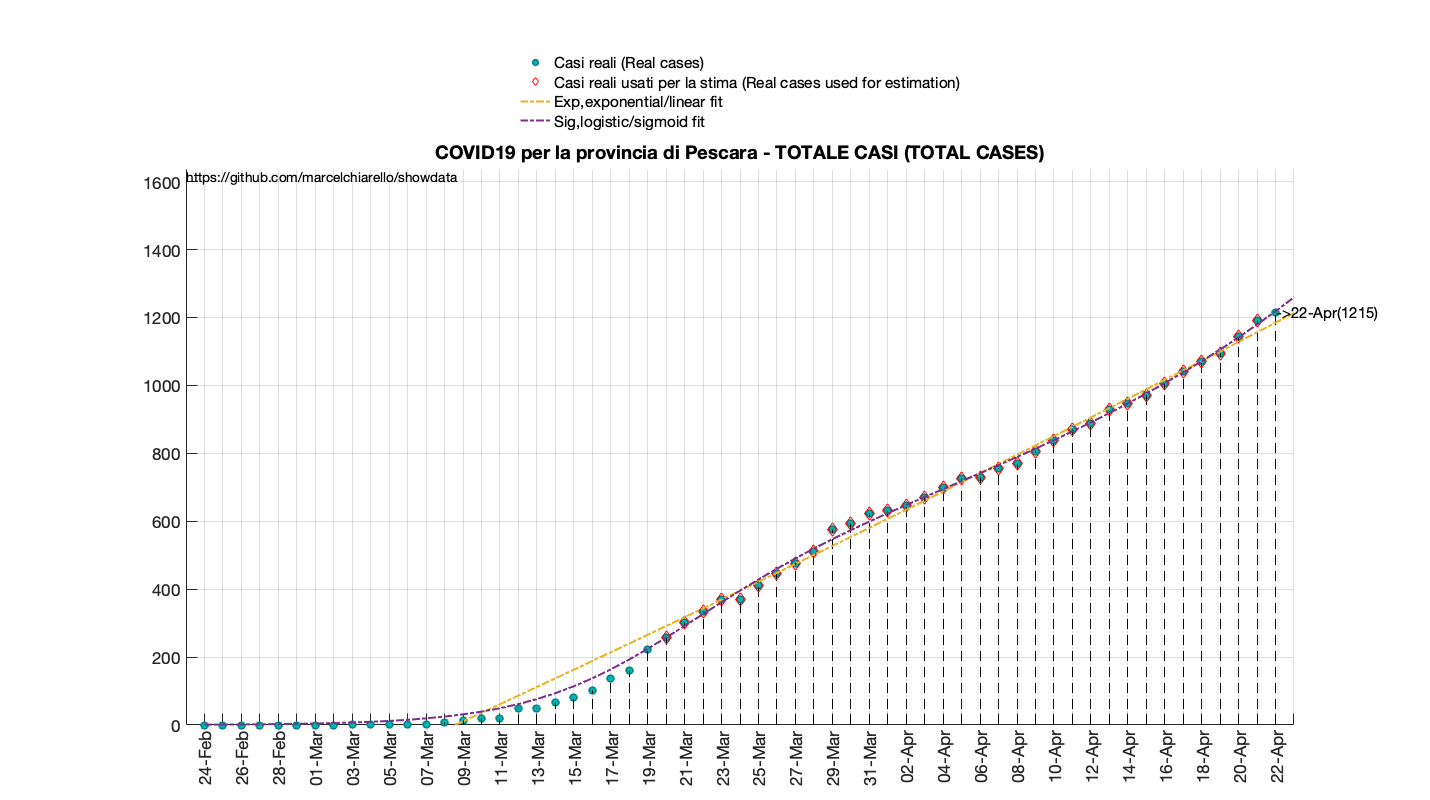 Casi reali (Real cases)
Casi reali usati per la stima (Real cases used for estimation)
Exp,exponential/linear fit
Sig,logistic/sigmoid fit
COVID19 per la provincia di Pescara - TOTALE CASI (TOTAL CASES)
https://github.com/marcelchiarello/showdata
1600
1400
1200
1000
800
600
400
200
0
>22-Apr(1215)
24-Feb
26-Feb
28-Feb
01-Mar
03-Mar
05-Mar
07-Mar
09-Mar
11-Mar
13-Mar
15-Mar
17-Mar
19-Mar
21-Mar
23-Mar
25-Mar
27-Mar
29-Mar
31-Mar
02-Apr
04-Apr
06-Apr
08-Apr
10-Apr
12-Apr
14-Apr
16-Apr
18-Apr
20-Apr
22-Apr